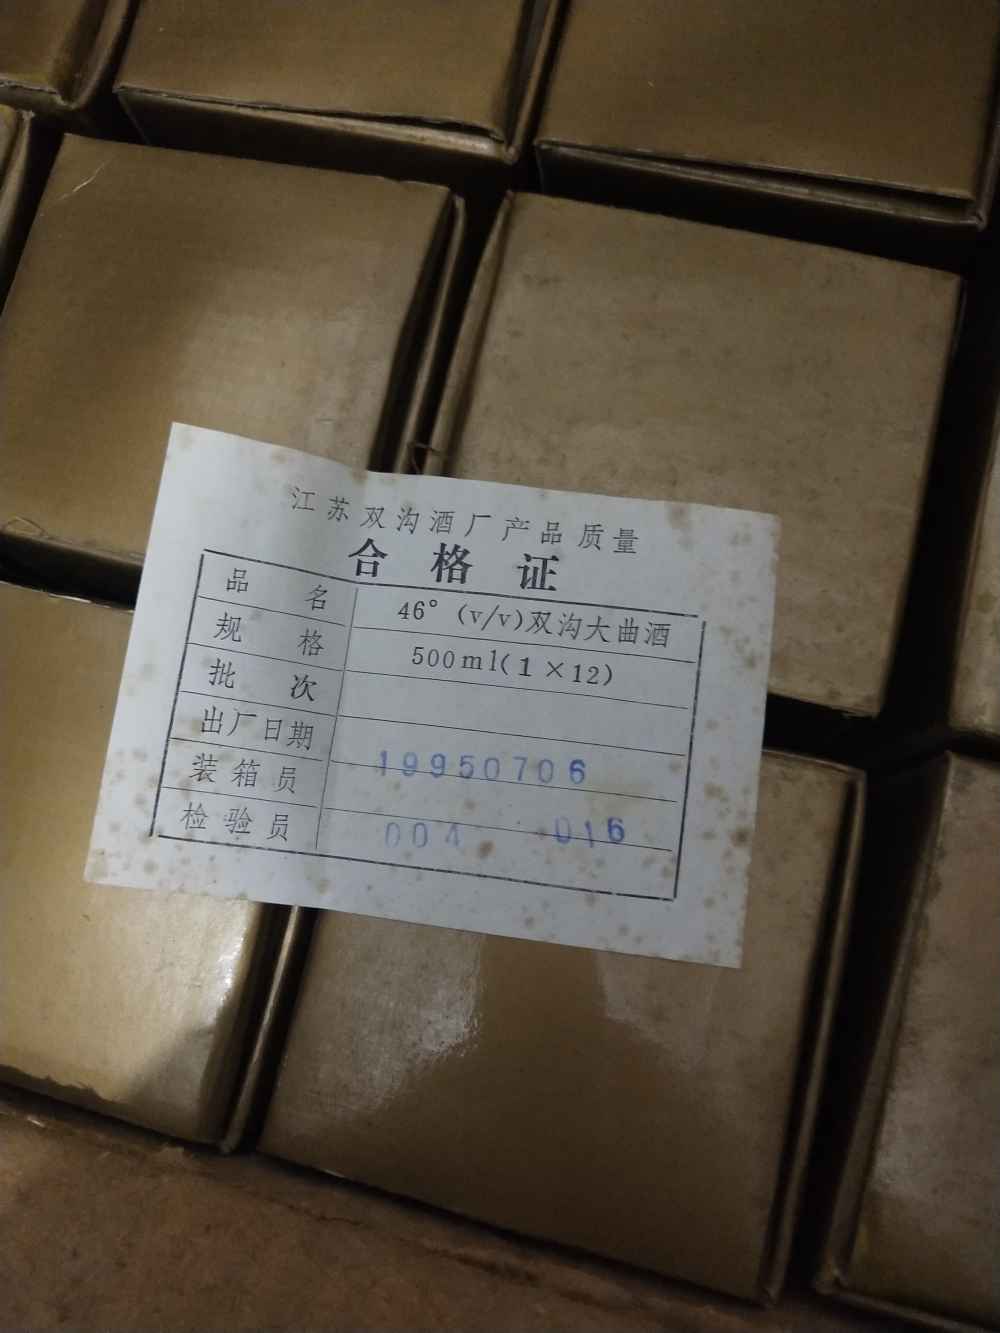 江苏双沟酒厂产品质量
合格证
品名 46°(v/v)双沟大曲酒
规格 500ml(1×12)
批次
出厂日期 19950706
装箱员
检验员 004 016